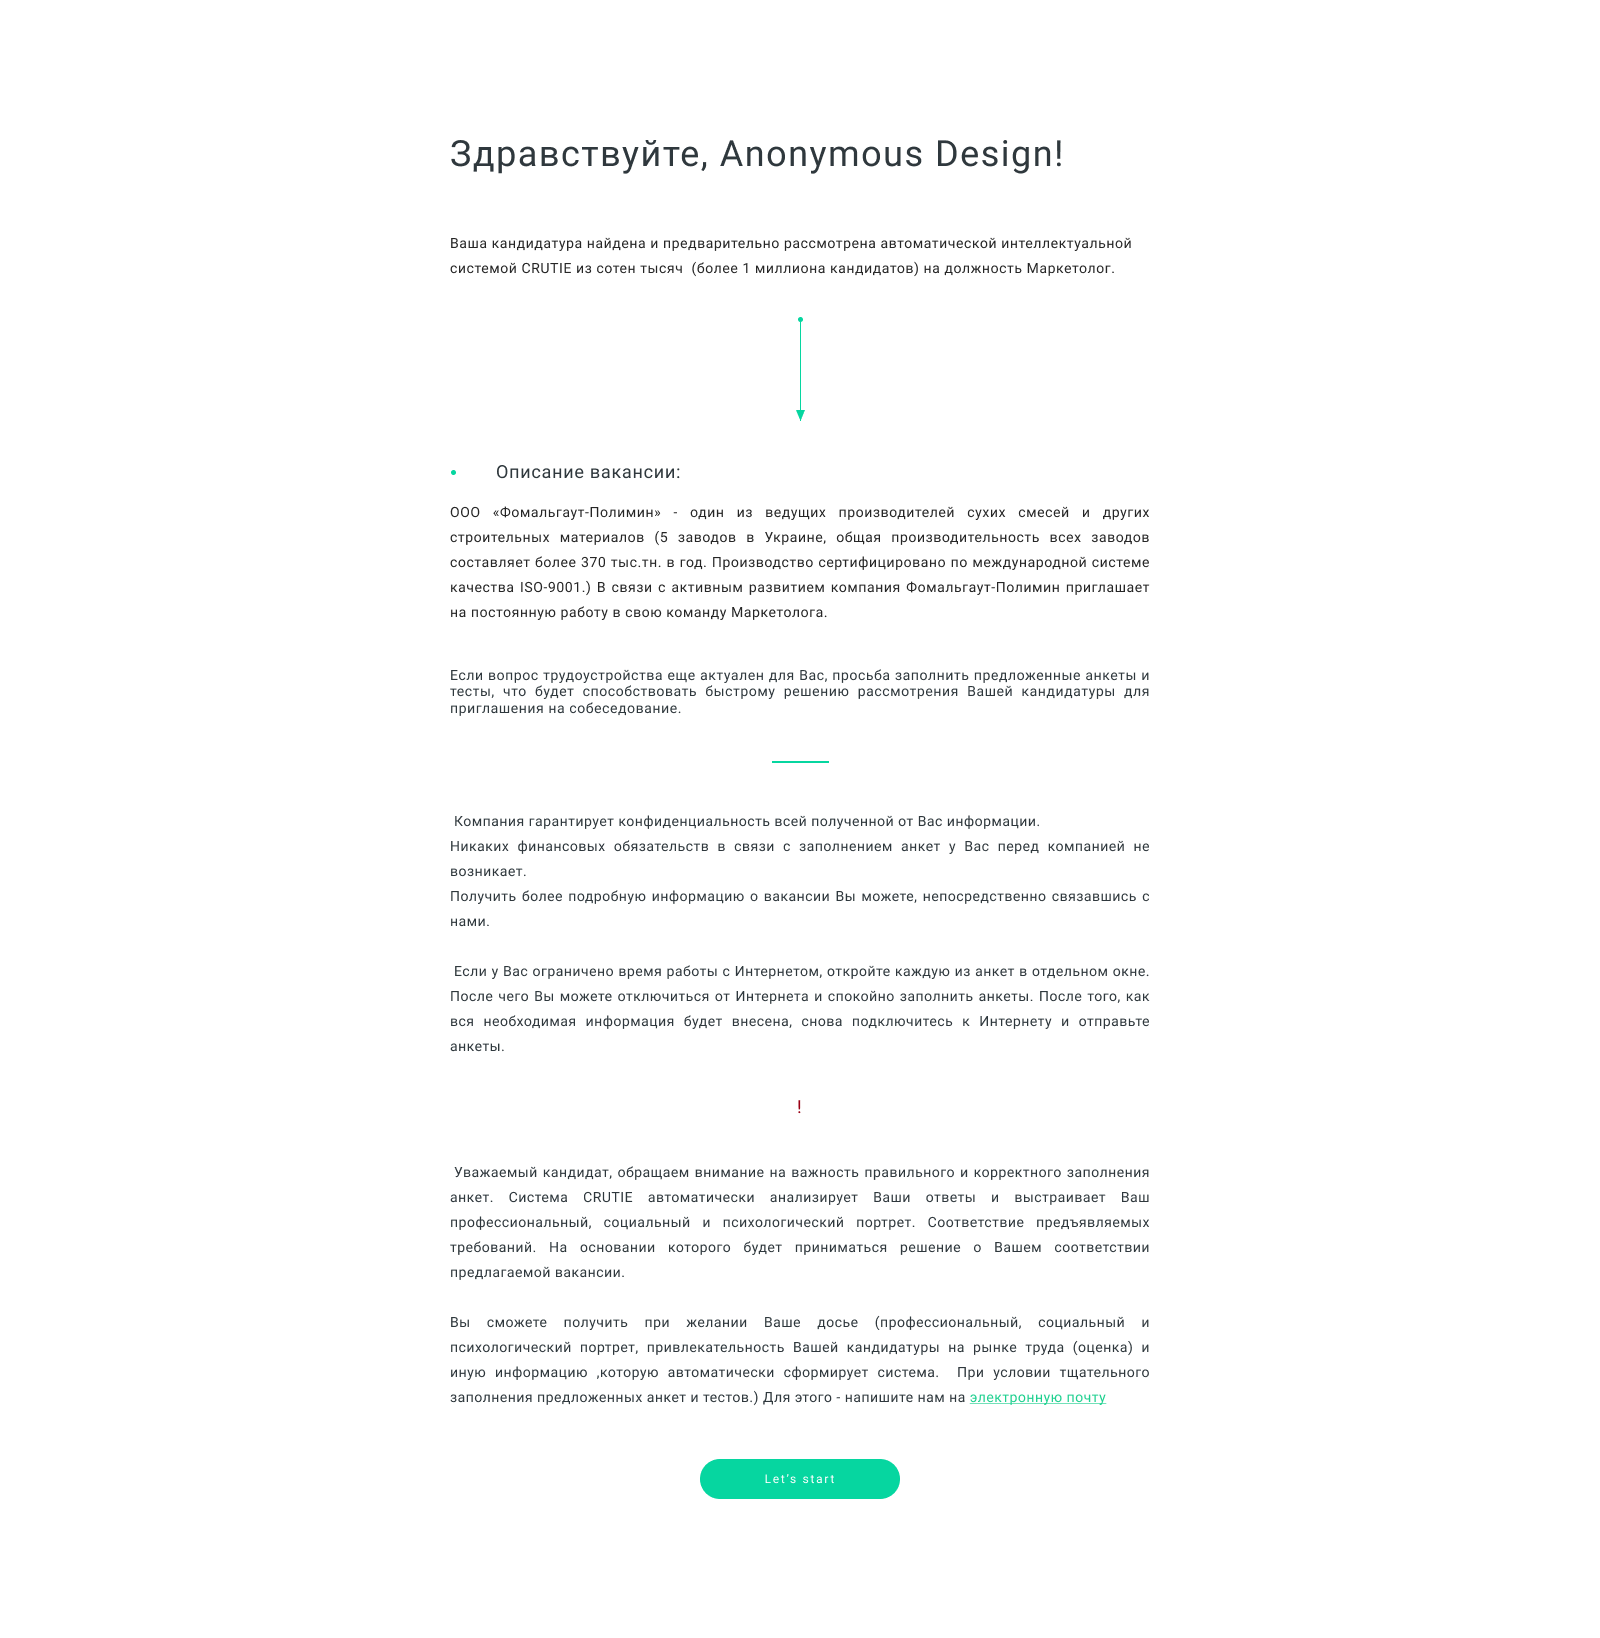 Здравствуйте, Anonymous Design!
Ваша кандидатура найдена и предварительно рассмотрена автоматической интеллектуальной
системой CRUTIE из сотен тысяч  (более 1 миллиона кандидатов) на должность Маркетолог.
Описание вакансии:
ООО «Фомальгаут-Полимин» - один из ведущих производителей сухих смесей и других
строительных материалов (5 заводов в Украине, общая производительность всех заводов
составляет более 370 тыс.тн. в год. Производство сертифицировано по международной системе
качества ISO-9001.) В связи с активным развитием компания Фомальгаут-Полимин приглашает
на постоянную работу в свою команду Маркетолога.
Если вопрос трудоустройства еще актуален для Вас, просьба заполнить предложенные анкеты и
тесты, что будет способствовать быстрому решению рассмотрения Вашей кандидатуры для
приглашения на собеседование.
Компания гарантирует конфиденциальность всей полученной от Вас информации.
Никаких финансовых обязательств в связи с заполнением анкет у Вас перед компанией не
возникает.
Получить более подробную информацию о вакансии Вы можете, непосредственно связавшись с
нами.
Если у Вас ограничено время работы с Интернетом, откройте каждую из анкет в отдельном окне.
После чего Вы можете отключиться от Интернета и спокойно заполнить анкеты. После того, как
вся необходимая информация будет внесена, снова подключитесь к Интернету и отправьте
анкеты.
!
Уважаемый кандидат, обращаем внимание на важность правильного и корректного заполнения
анкет. Система CRUTIE автоматически анализирует Ваши ответы и выстраивает Ваш
профессиональный, социальный и психологический портрет. Соответствие предъявляемых
требований. На основании которого будет приниматься решение о Вашем соответствии
предлагаемой вакансии.
Вы сможете получить при желании Ваше досье (профессиональный, социальный и
психологический портрет, привлекательность Вашей кандидатуры на рынке труда (оценка) и
иную информацию ,которую автоматически сформирует система.  При условии тщательного
заполнения предложенных анкет и тестов.) Для этого - напишите нам на электронную почту
Let's start